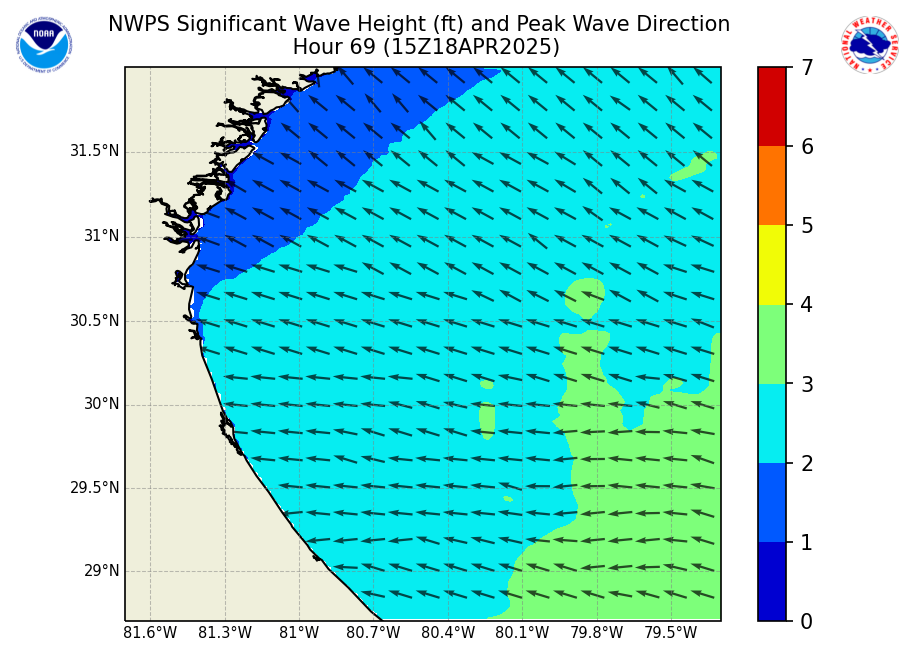 NWPS Significant Wave Height (ft) and Peak Wave Direction
Hour 69 (15Z18APR2025)
NOAA
NATIONAL WEATHER SERVICE
31.5°N
31°N
30.5°N
30°N
29.5°N
29°N
81.6°W 81.3°W 81°W 80.7°W 80.4°W 80.1°W 79.8°W 79.5°W
7
6
5
4
3
2
1
0